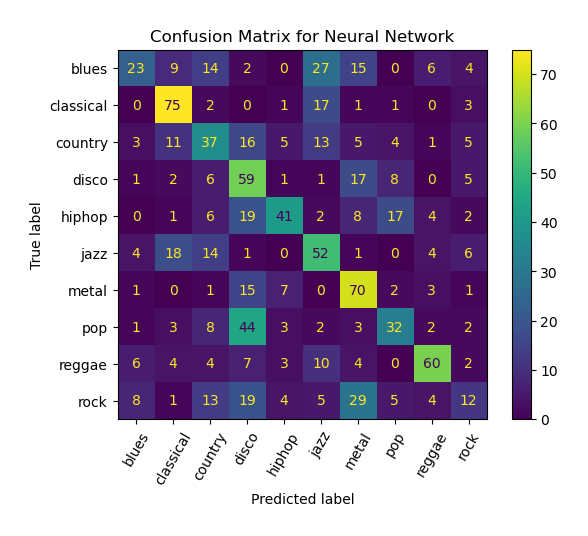 Confusion Matrix for Neural Network
blues 23 9 14 2 0 27 15 0 6 4
classical 0 75 2 0 1 17 1 1 0 3
country 3 11 37 16 5 13 5 4 1 5
disco 1 2 6 59 1 1 17 8 0 5
hiphop 0 1 6 19 41 2 8 17 4 2
jazz 4 18 14 1 0 52 1 0 4 6
metal 1 0 1 15 7 0 70 2 3 1
pop 1 3 8 44 3 2 3 32 2 2
reggae 6 4 4 7 3 10 4 0 60 2
rock 8 1 13 19 4 5 29 5 4 12
True label
blues classical country disco hiphop jazz metal pop reggae rock
Predicted label
70
60
50
40
30
20
10
0